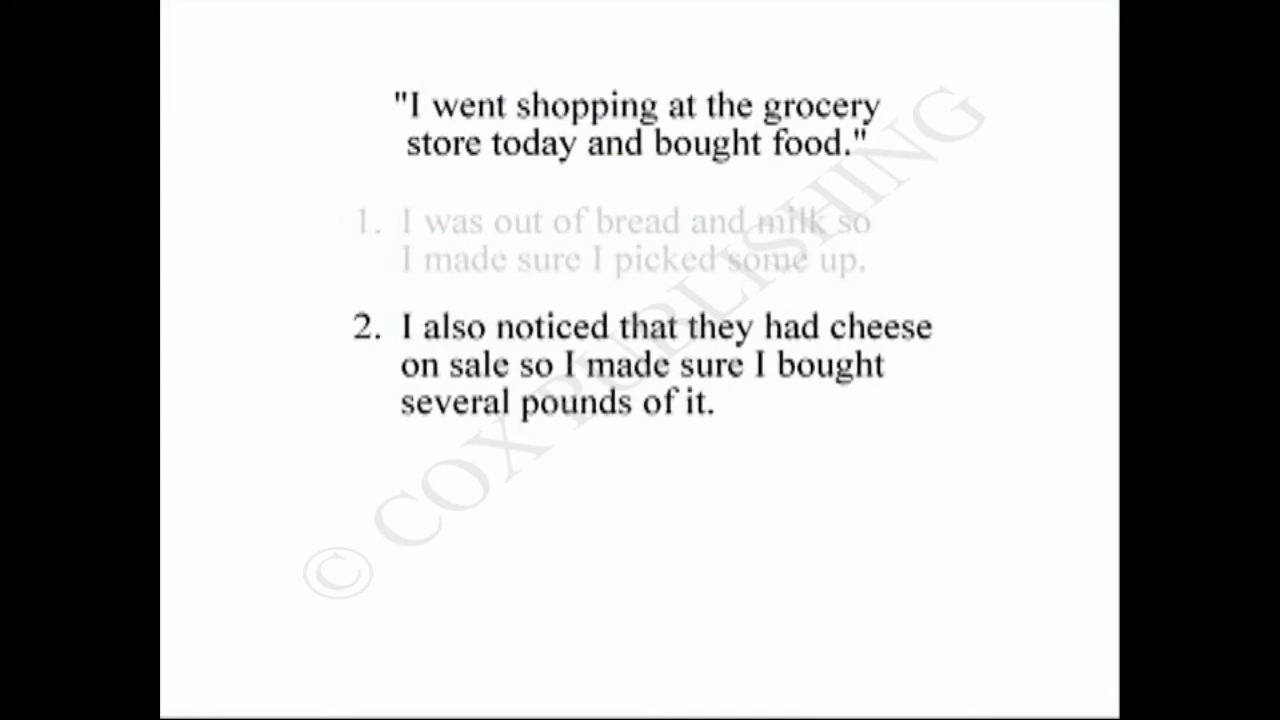 "I went shopping at the grocery
store today and bought food."
1. I was out of bread and milk so
I made sure I picked some up.
2. I also noticed that they had cheese
on sale so I made sure I bought
several pounds of it.
© COX PUBLISHING